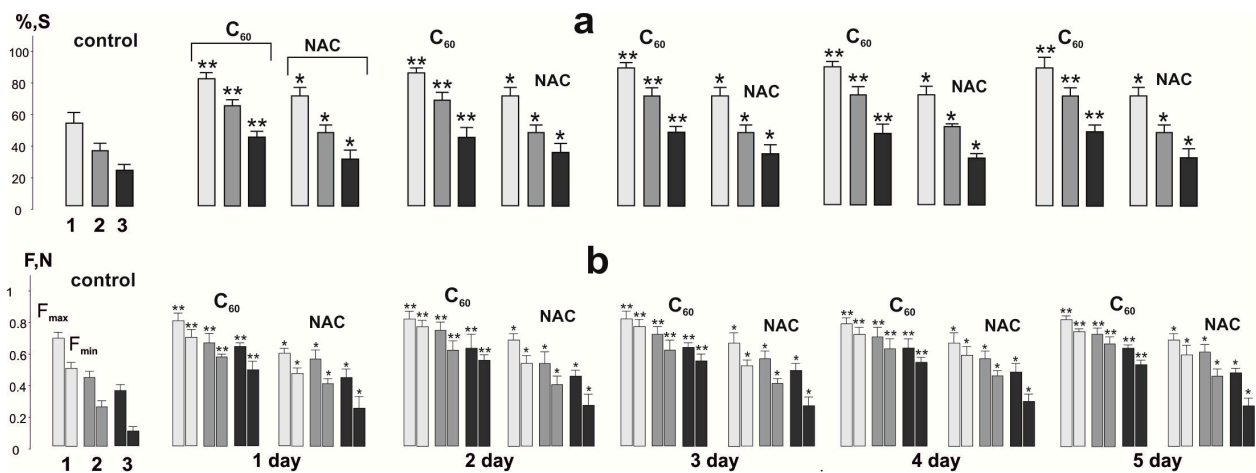 %,S
a
control
C60
NAC
C60
NAC
C60
NAC
C60
NAC
C60
NAC
100
80
60
40
20
0
** ** ** * * *
** ** ** * * *
** ** ** * * *
** ** ** * * *
** ** ** * * *
1 2 3
F,N
b
control
Fmax
Fmin
C60
NAC
C60
NAC
C60
NAC
C60
NAC
C60
NAC
1
0.8
0.6
0.4
0.2
0
** ** ** ** ** ** * * * * * *
** ** ** ** ** ** * * * * * *
** ** ** ** ** ** * * * * * *
** ** ** ** ** ** * * * * * *
** ** ** ** ** ** * * * * * *
1 2 3
1 day
2 day
3 day
4 day
5 day